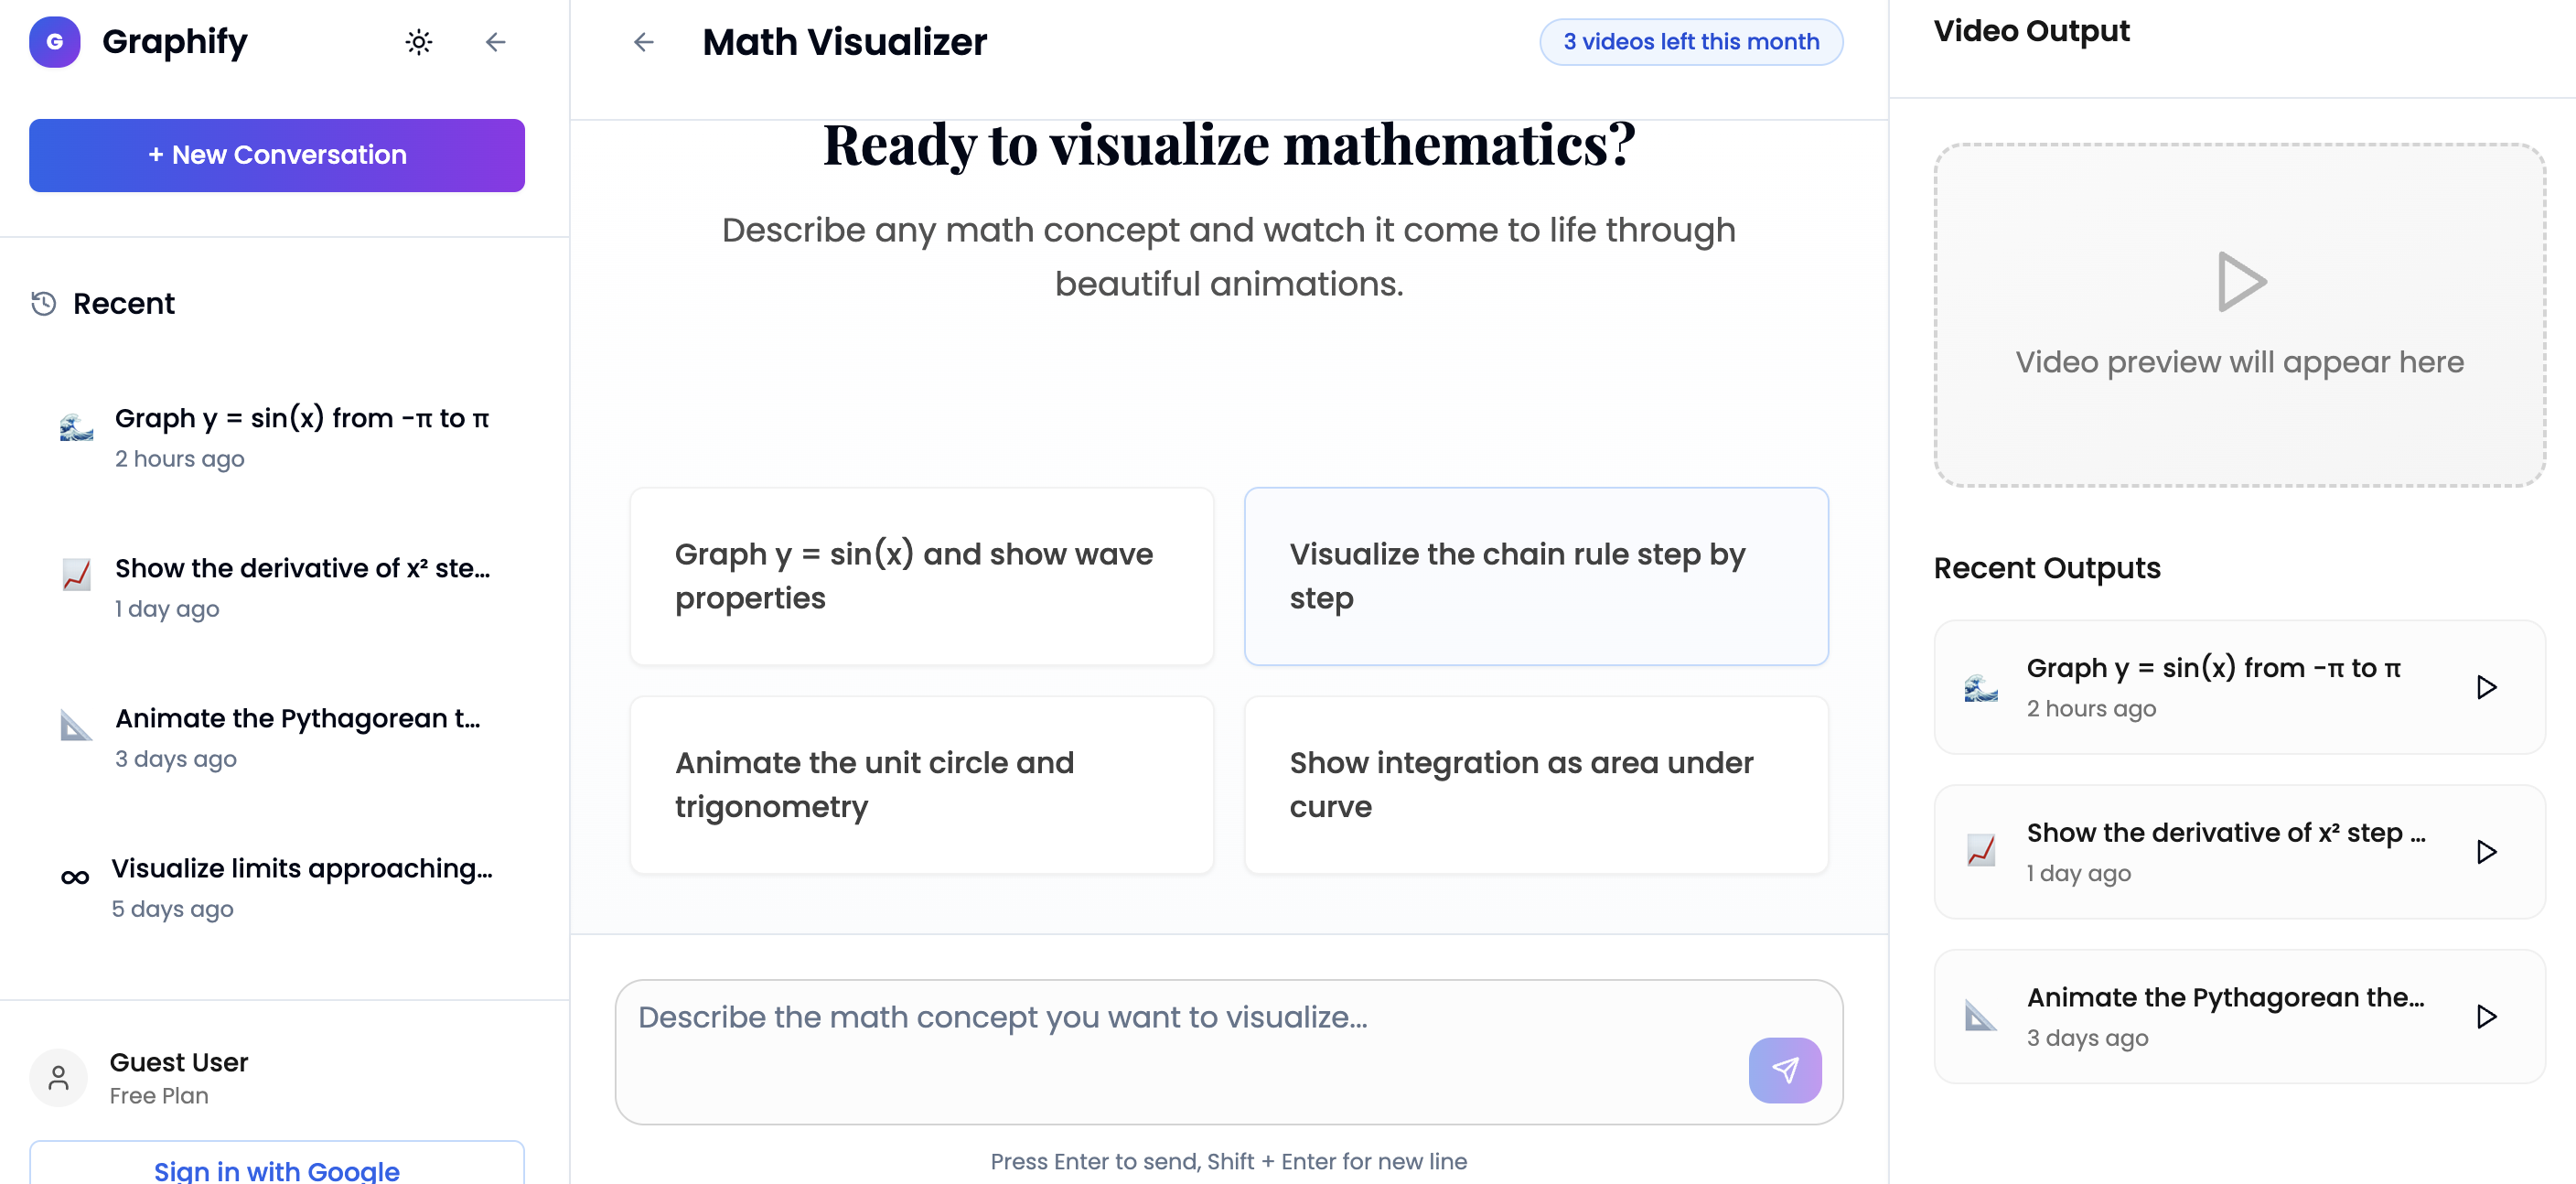 G Graphify
+ New Conversation
Recent
Graph y = sin(x) from -π to π
2 hours ago
Show the derivative of x² ste...
1 day ago
Animate the Pythagorean t...
3 days ago
∞ Visualize limits approaching...
5 days ago
Guest User
Free Plan
Sign in with Google
Math Visualizer
3 videos left this month
Ready to visualize mathematics?
Describe any math concept and watch it come to life through
beautiful animations.
Graph y = sin(x) and show wave
properties
Visualize the chain rule step by
step
Animate the unit circle and
trigonometry
Show integration as area under
curve
Describe the math concept you want to visualize...
Press Enter to send, Shift + Enter for new line
Video Output
Video preview will appear here
Recent Outputs
Graph y = sin(x) from -π to π
2 hours ago
Show the derivative of x² step ...
1 day ago
Animate the Pythagorean the...
3 days ago